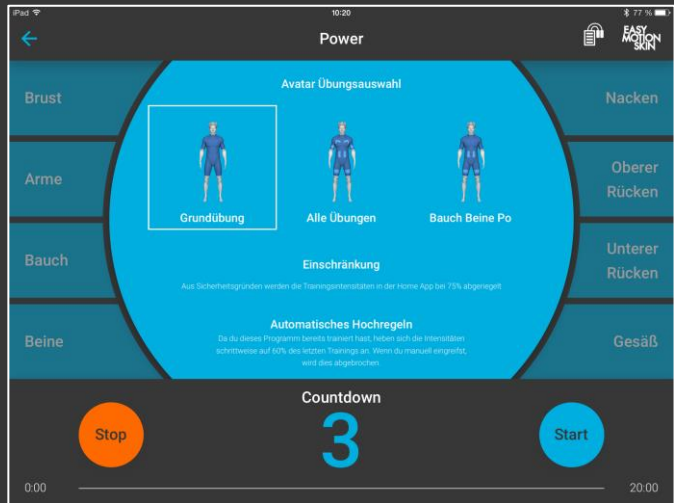 iPad 10:20 77 %
Power
EASY
MOTION
SKIN
Avatar Übungsauswahl
Brust
Nacken
Arme
Oberer
Rücken
Grundübung Alle Übungen Bauch Beine Po
Bauch
Unterer
Rücken
Einschränkung
Aus Sicherheitsgründen werden die Trainingsintensitäten in der Home App bei 75% abgeregelt
Automatisches Hochregeln
Da du dieses Programm bereits trainiert hast, heben sich die Intensitäten
schrittweise auf 60% des letzten Trainings an. Wenn du manuell eingreifst,
wird dies abgebrochen.
Beine
Gesäß
Countdown
Stop 3 Start
0:00 20:00